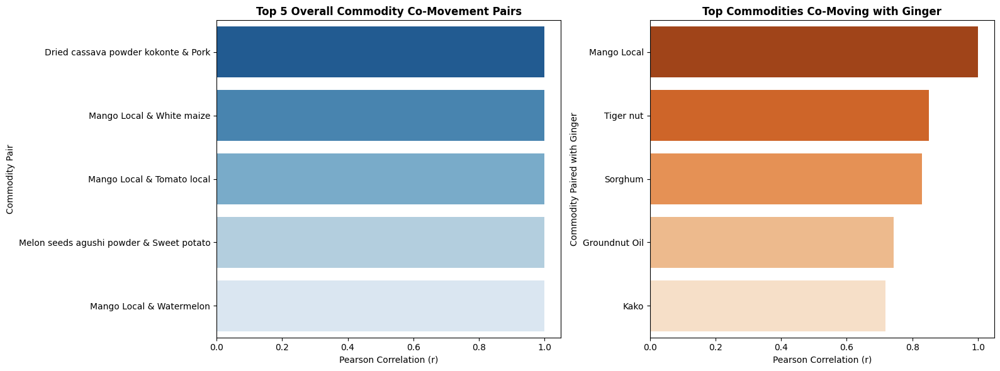 Top 5 Overall Commodity Co-Movement Pairs
Commodity Pair
Dried cassava powder kokonte & Pork
Mango Local & White maize
Mango Local & Tomato local
Melon seeds agushi powder & Sweet potato
Mango Local & Watermelon
0.0 0.2 0.4 0.6 0.8 1.0
Pearson Correlation (r)
Top Commodities Co-Moving with Ginger
Commodity Paired with Ginger
Mango Local
Tiger nut
Sorghum
Groundnut Oil
Kako
0.0 0.2 0.4 0.6 0.8 1.0
Pearson Correlation (r)